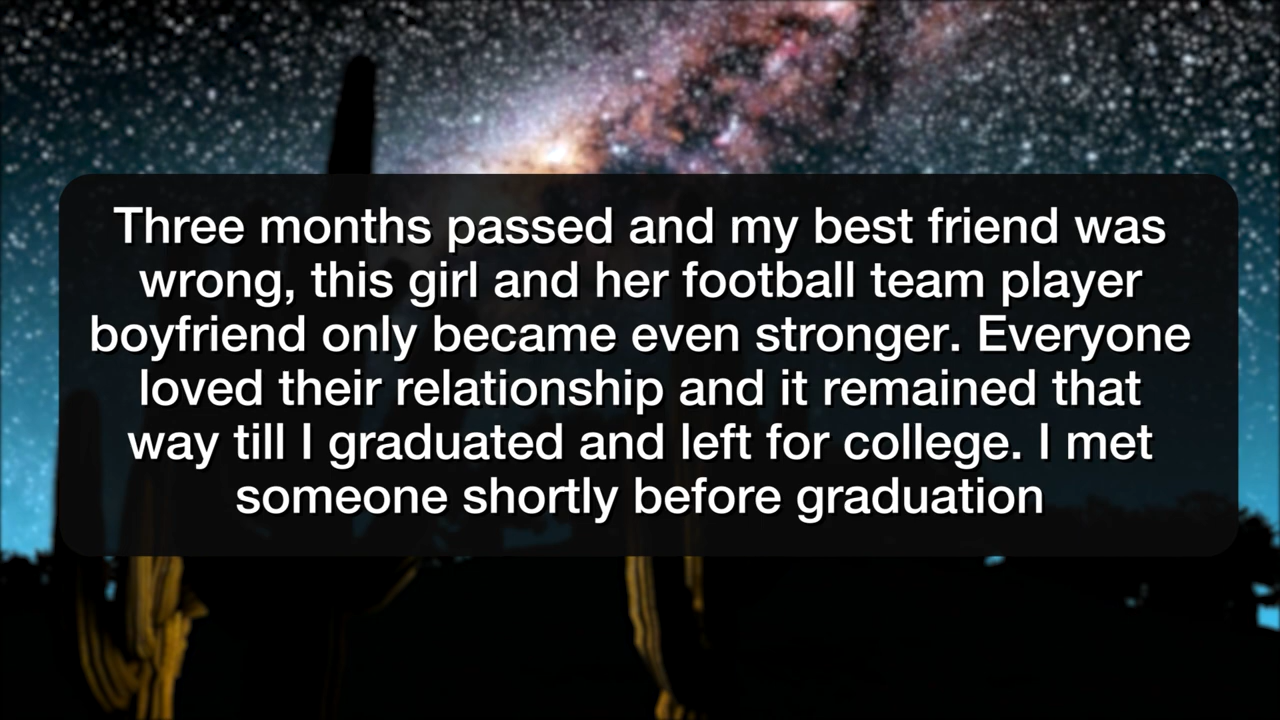 Three months passed and my best friend was
wrong, this girl and her football team player
boyfriend only became even stronger. Everyone
loved their relationship and it remained that
way till I graduated and left for college. I met
someone shortly before graduation